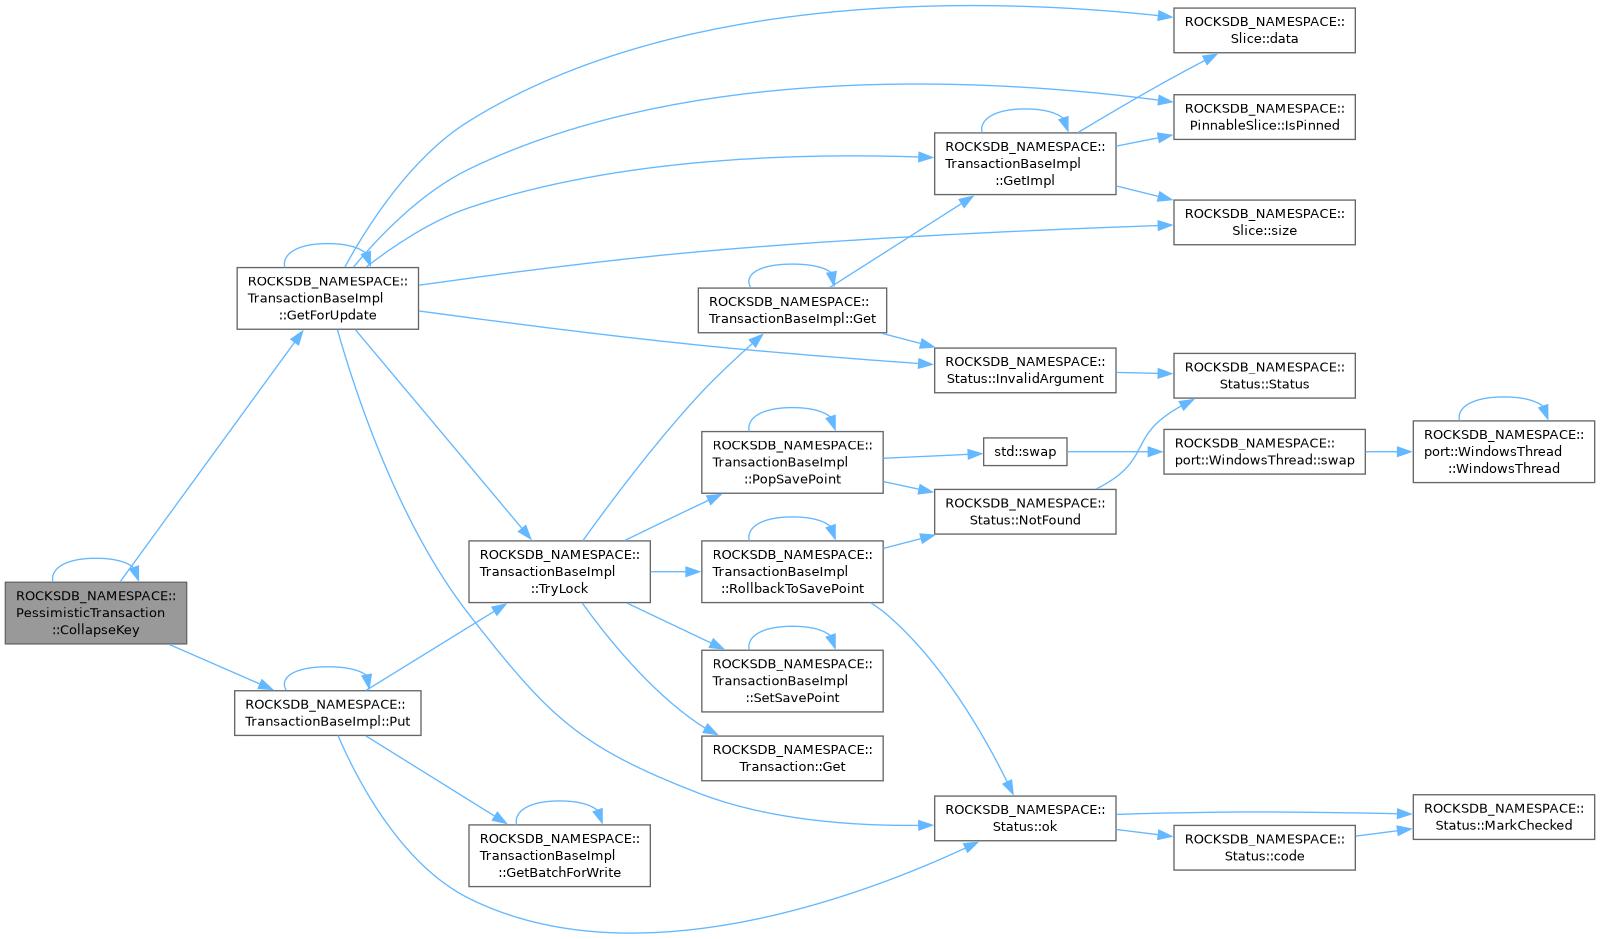 ROCKSDB_NAMESPACE::
Slice::data
ROCKSDB_NAMESPACE::
PinnableSlice::IsPinned
ROCKSDB_NAMESPACE::
TransactionBaseImpl
::GetImpl
ROCKSDB_NAMESPACE::
Slice::size
ROCKSDB_NAMESPACE::
TransactionBaseImpl
::GetForUpdate
ROCKSDB_NAMESPACE::
TransactionBaseImpl::Get
ROCKSDB_NAMESPACE::
Status::InvalidArgument
ROCKSDB_NAMESPACE::
Status::Status
ROCKSDB_NAMESPACE::
TransactionBaseImpl
::PopSavePoint
std::swap
ROCKSDB_NAMESPACE::
port::WindowsThread::swap
ROCKSDB_NAMESPACE::
port::WindowsThread
::WindowsThread
ROCKSDB_NAMESPACE::
Status::NotFound
ROCKSDB_NAMESPACE::
TransactionBaseImpl
::TryLock
ROCKSDB_NAMESPACE::
TransactionBaseImpl
::RollbackToSavePoint
ROCKSDB_NAMESPACE::
PessimisticTransaction
::CollapseKey
ROCKSDB_NAMESPACE::
TransactionBaseImpl
::SetSavePoint
ROCKSDB_NAMESPACE::
TransactionBaseImpl::Put
ROCKSDB_NAMESPACE::
Transaction::Get
ROCKSDB_NAMESPACE::
Status::ok
ROCKSDB_NAMESPACE::
Status::MarkChecked
ROCKSDB_NAMESPACE::
Status::code
ROCKSDB_NAMESPACE::
TransactionBaseImpl
::GetBatchForWrite